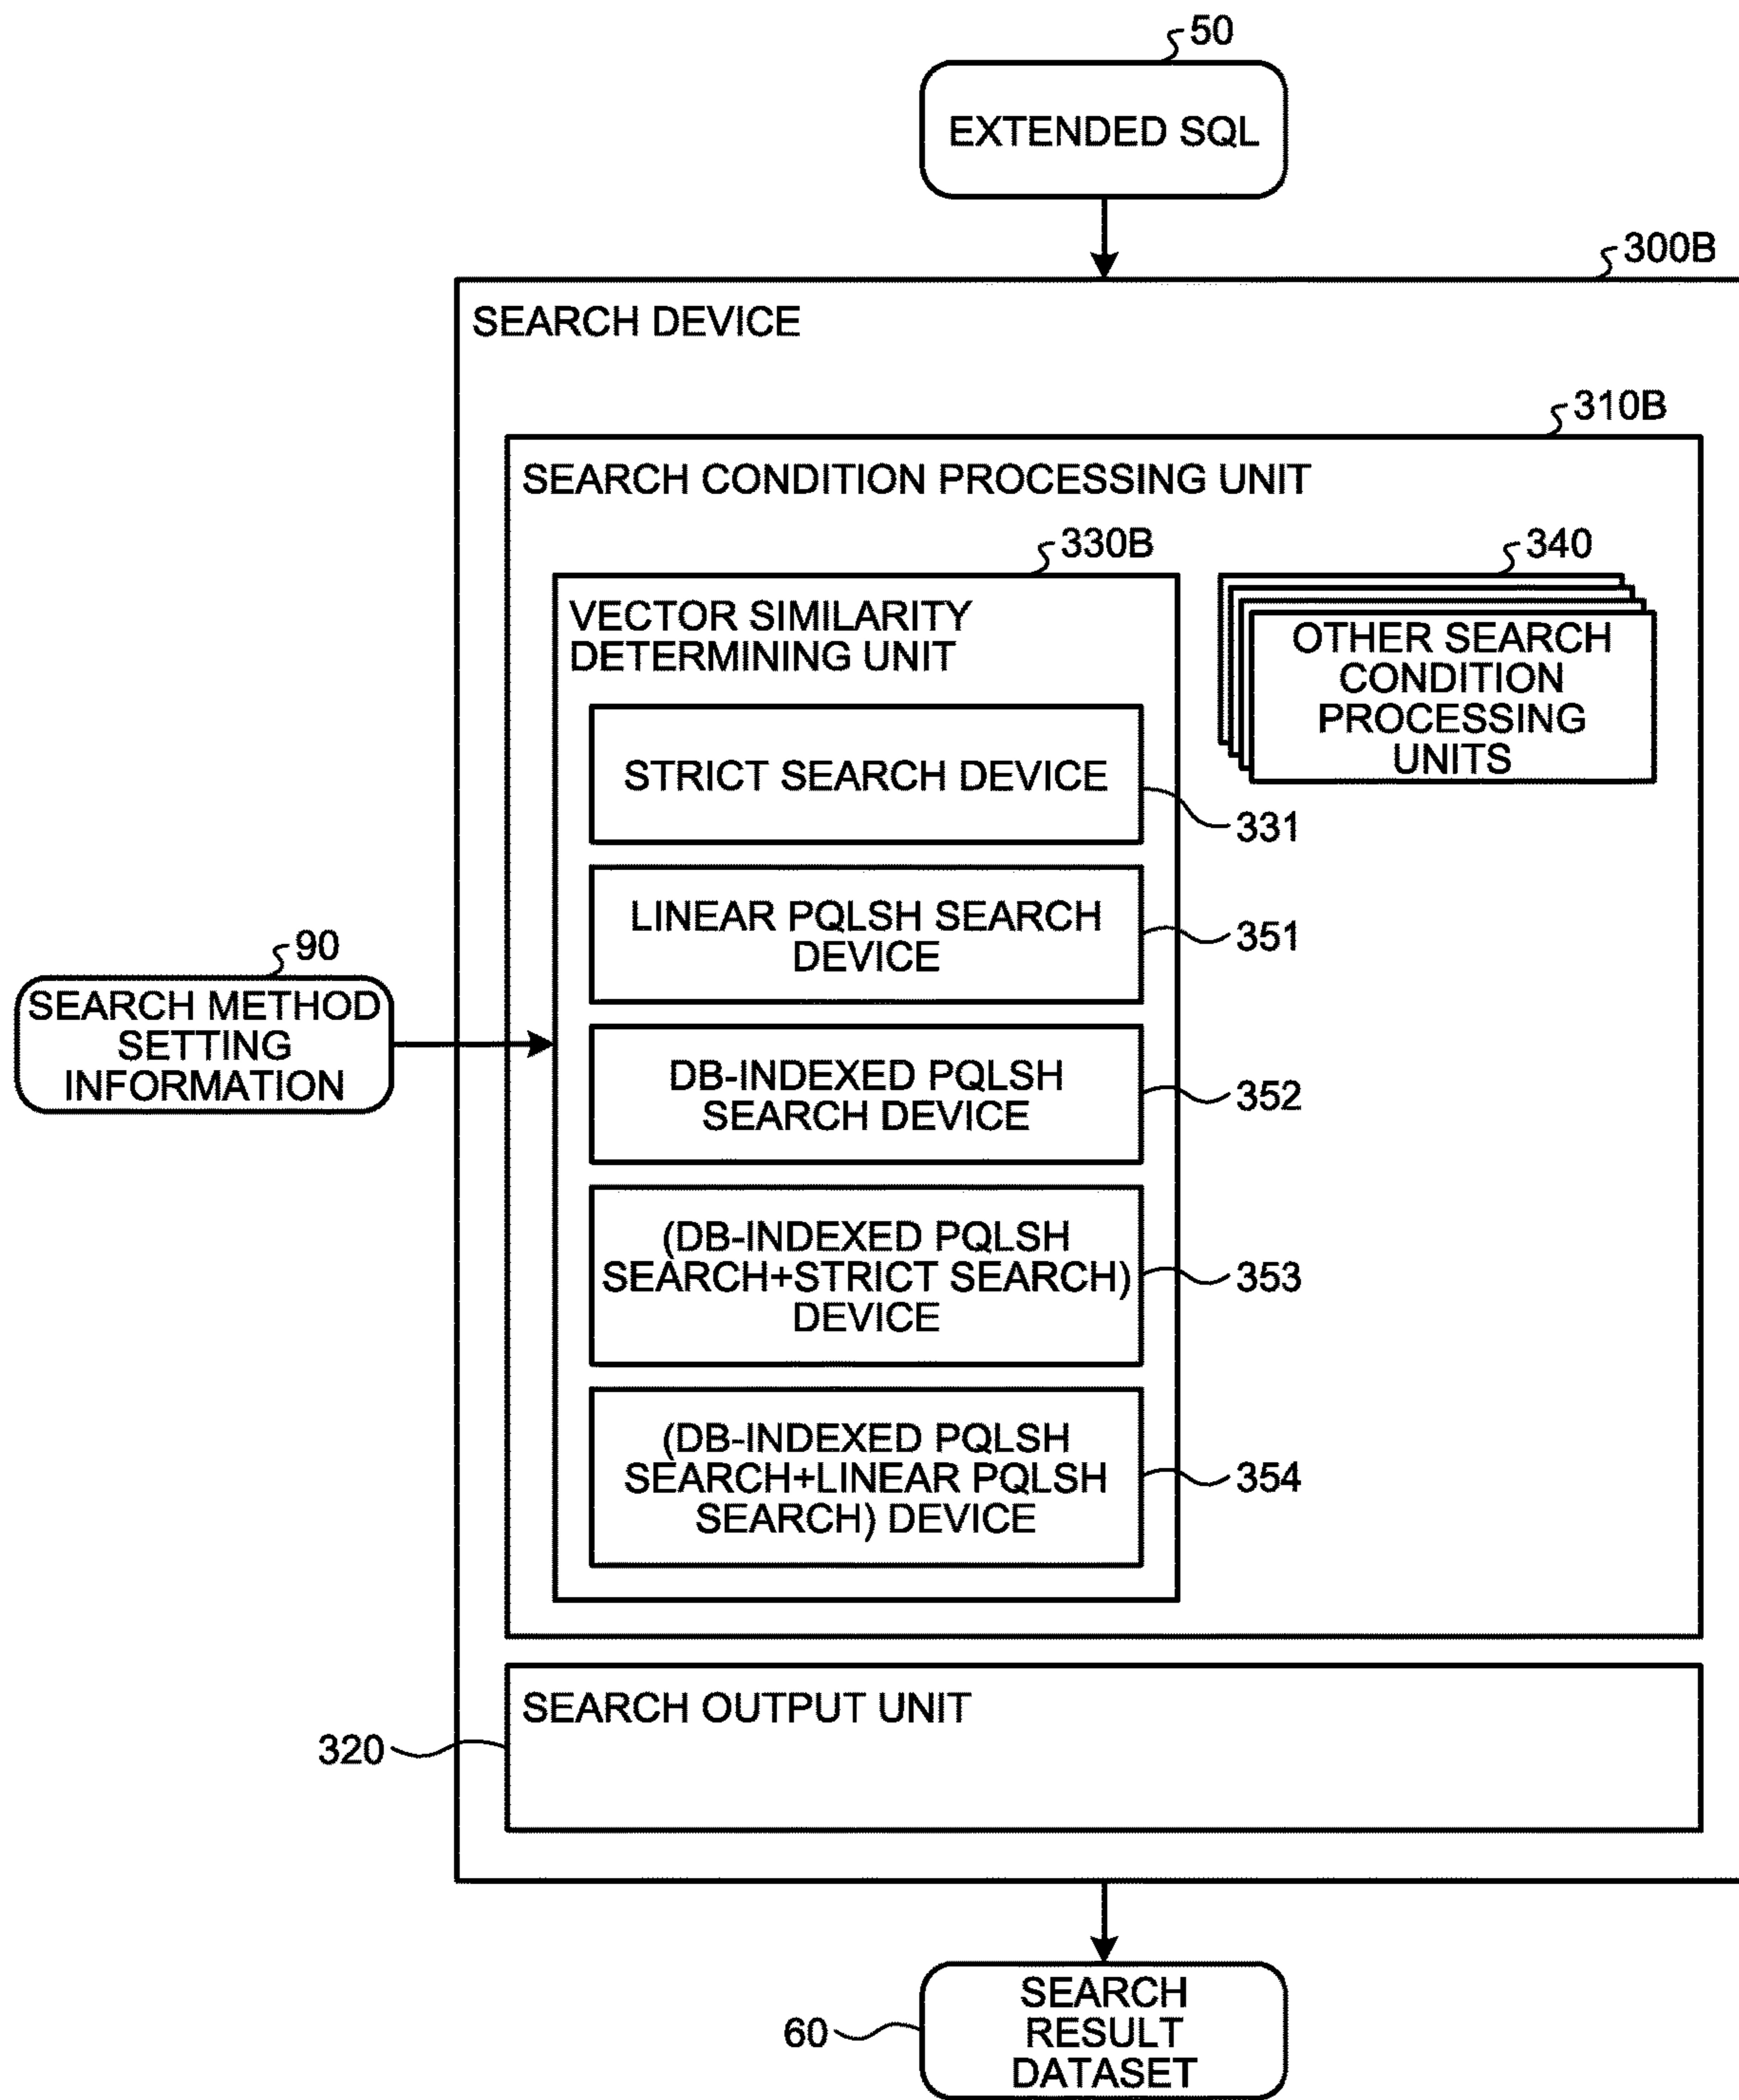 50
EXTENDED SQL
300B
SEARCH DEVICE
310B
SEARCH CONDITION PROCESSING UNIT
330B
340
VECTOR SIMILARITY
DETERMINING UNIT
OTHER SEARCH
CONDITION
PROCESSING
UNITS
STRICT SEARCH DEVICE
331
LINEAR PQLSH SEARCH
DEVICE
351
90
SEARCH METHOD
SETTING
INFORMATION
DB-INDEXED PQLSH
SEARCH DEVICE
352
(DB-INDEXED PQLSH
SEARCH+STRICT SEARCH)
DEVICE
353
(DB-INDEXED PQLSH
SEARCH+LINEAR PQLSH
SEARCH) DEVICE
354
SEARCH OUTPUT UNIT
320
SEARCH
RESULT
DATASET
60